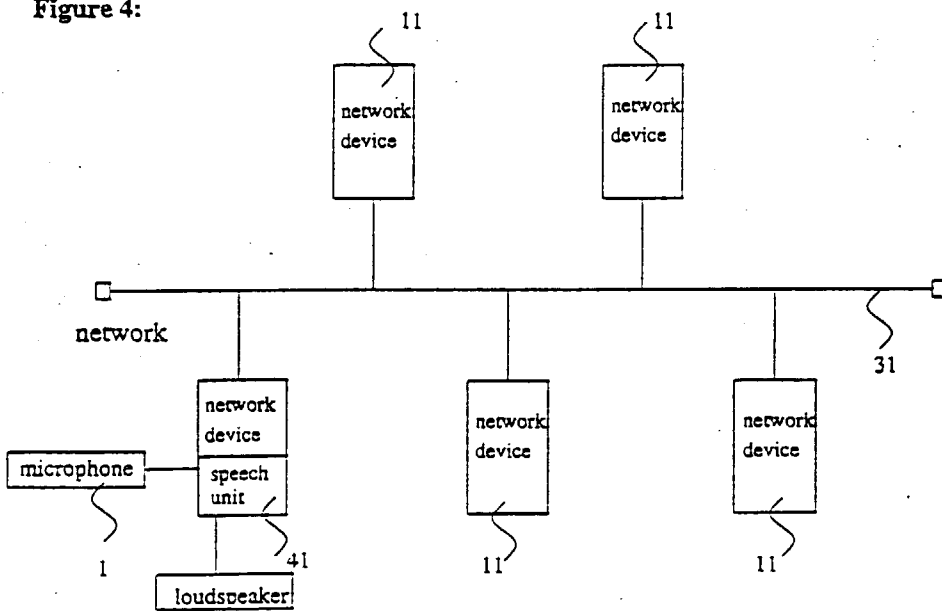 Figure 4:
11
11
network
device
network
device
network
31
network
device
speech
unit
microphone
1
41
loudspeaker
network
device
11
network
device
11